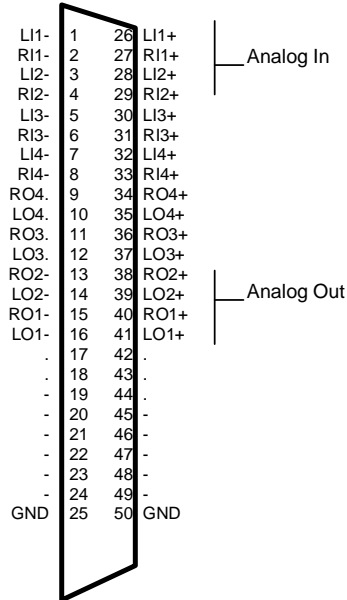 LI1- 1 26 LI1+
RI1- 2 27 RI1+ Analog In
LI2- 3 28 LI2+
RI2- 4 29 RI2+
LI3- 5 30 LI3+
RI3- 6 31 RI3+
LI4- 7 32 LI4+
RI4- 8 33 RI4+
RO4. 9 34 RO4+
LO4. 10 35 LO4+
RO3. 11 36 RO3+
LO3. 12 37 LO3+
RO2- 13 38 RO2+
LO2- 14 39 LO2+ Analog Out
RO1- 15 40 RO1+
LO1- 16 41 LO1+
. 17 42 .
. 18 43 .
- 19 44 .
- 20 45 -
- 21 46 -
- 22 47 -
- 23 48 -
- 24 49 -
GND 25 50 GND